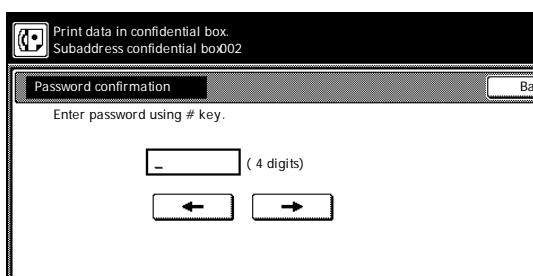 Print data in confidential box.
Subaddress confidential box002
Password confirmation
Ba
Enter password using # key.
_ ( 4 digits)